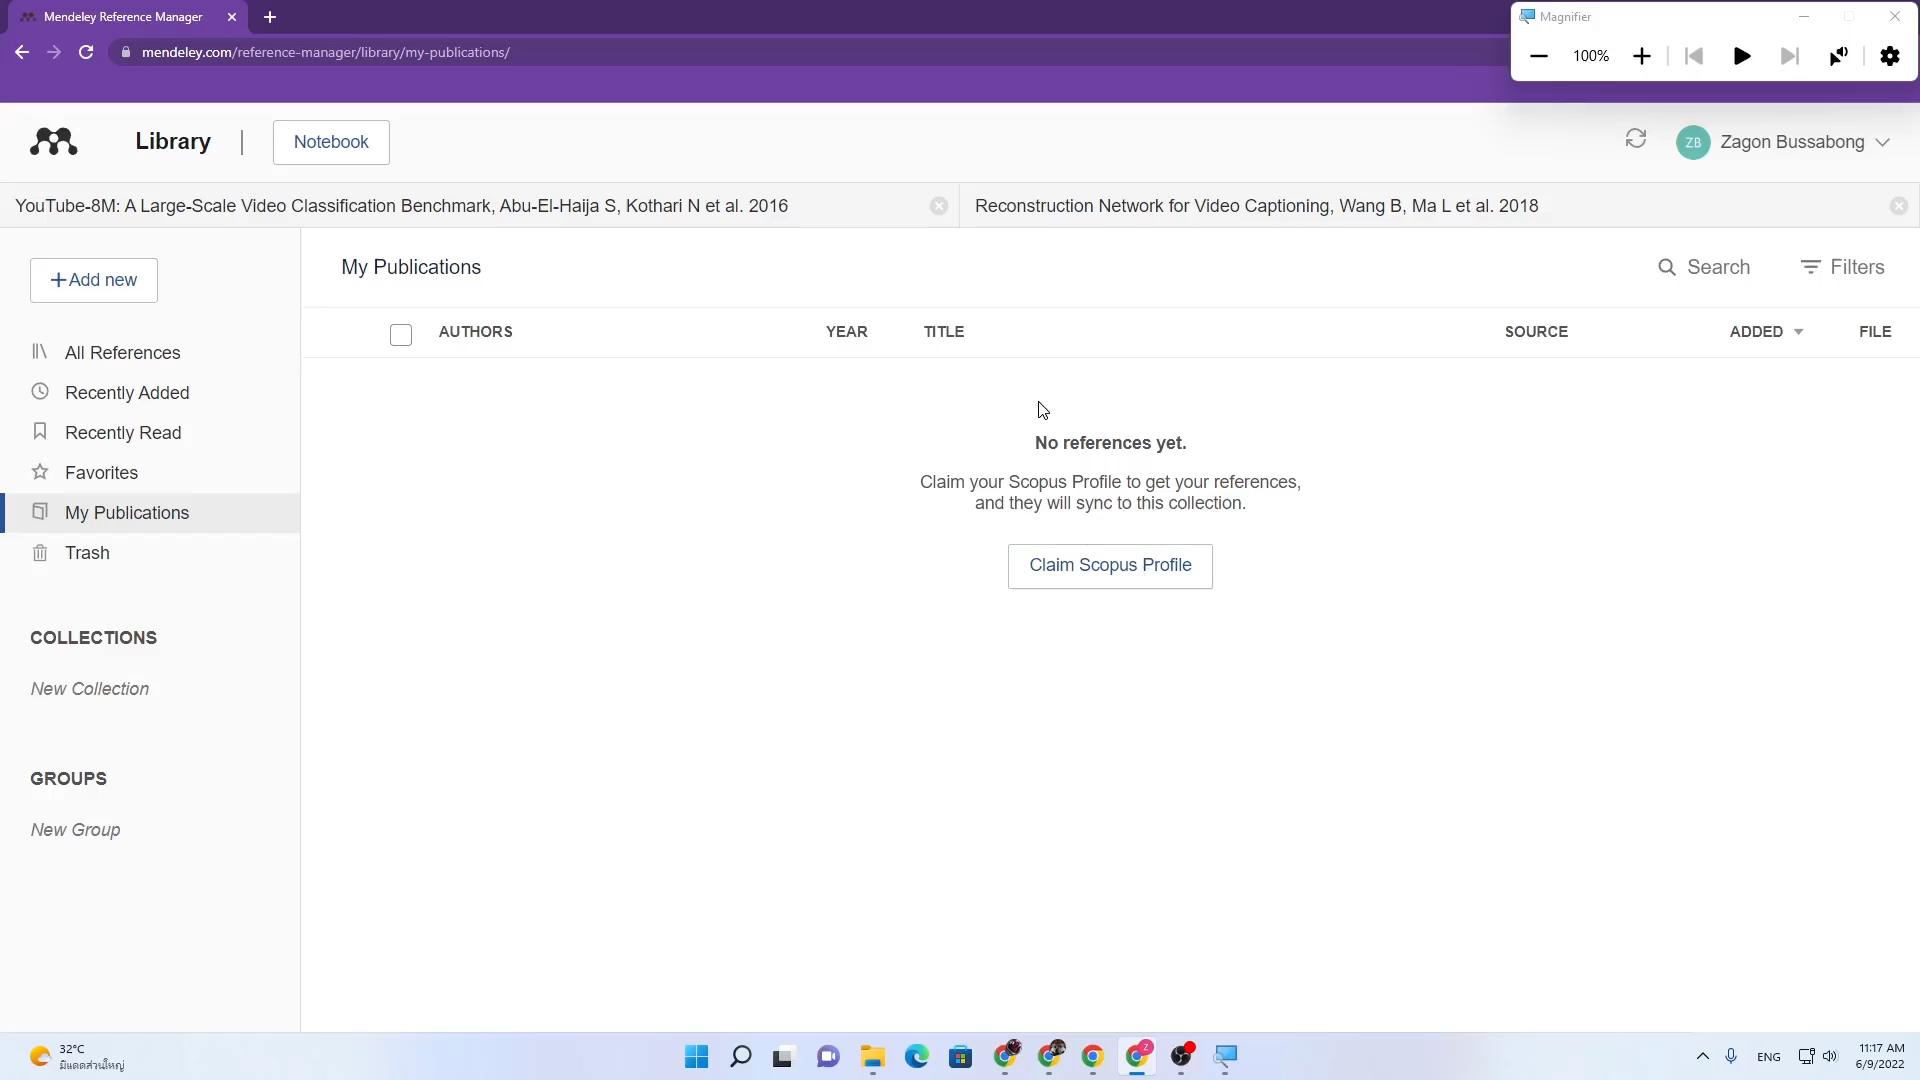 Mendeley Reference Manager
Magnifier
mendeley.com/reference-manager/library/my-publications/
100%
Library
Notebook
ZB
Zagon Bussabong
YouTube-8M: A Large-Scale Video Classification Benchmark, Abu-El-Haija S, Kothari N et al. 2016
Reconstruction Network for Video Captioning, Wang B, Ma L et al. 2018
+Add new
My Publications
Search
Filters
AUTHORS
YEAR
TITLE
SOURCE
ADDED
FILE
All References
Recently Added
Recently Read
Favorites
My Publications
Trash
No references yet.
Claim your Scopus Profile to get your references,
and they will sync to this collection.
Claim Scopus Profile
COLLECTIONS
New Collection
GROUPS
New Group
32°C
มีแดดส่วนใหญ่
Z
ENG
11:17 AM
6/9/2022